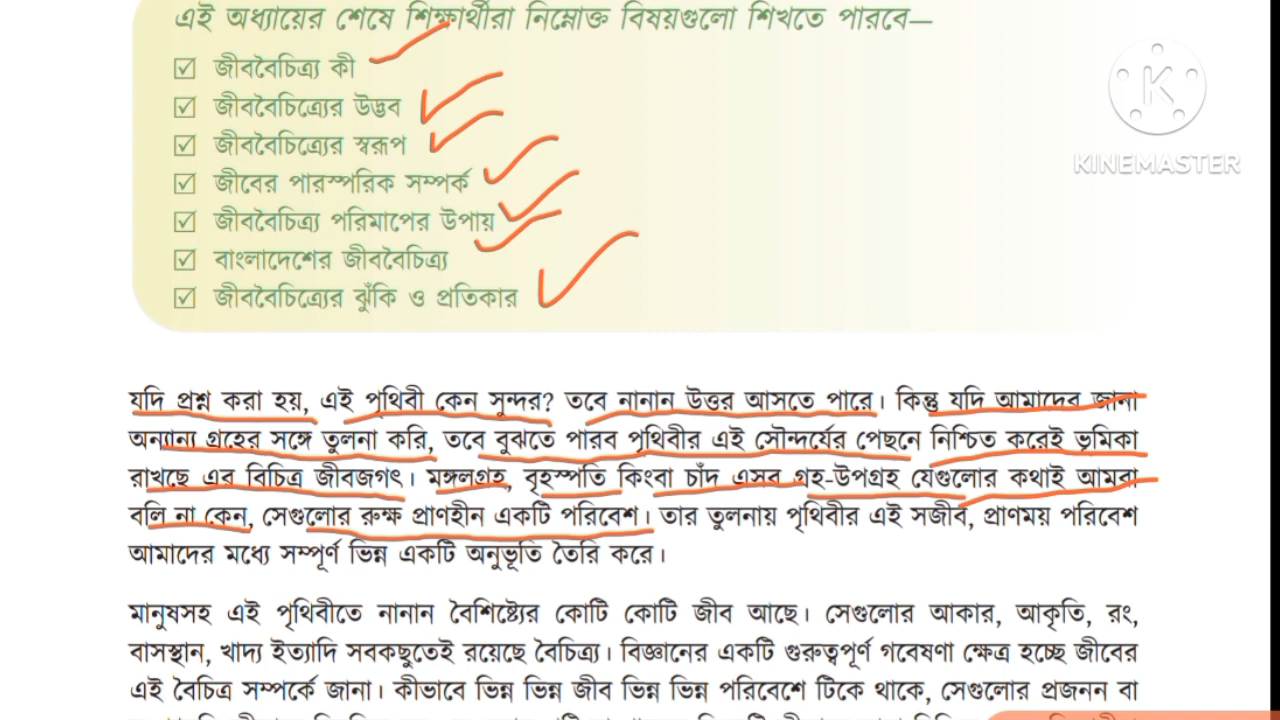 এই অধ্যায়ের শেষে শিক্ষার্থীরা নিম্নোক্ত বিষয়গুলো শিখতে পারবে—
জীববৈচিত্র্য কী
জীববৈচিত্র্যের উদ্ভব
জীববৈচিত্র্যের স্বরূপ
জীবের পারস্পরিক সম্পর্ক
জীববৈচিত্র্য পরিমাপের উপায়
বাংলাদেশের জীববৈচিত্র্য
জীববৈচিত্র্যের ঝুঁকি ও প্রতিকার
K
KINEMASTER
যদি প্রশ্ন করা হয়, এই পৃথিবী কেন সুন্দর? তবে নানান উত্তর আসতে পারে। কিন্তু যদি আমাদের জানা
অন্যান্য গ্রহের সঙ্গে তুলনা করি, তবে বুঝতে পারব পৃথিবীর এই সৌন্দর্যের পেছনে নিশ্চিত করেই ভূমিকা
রাখছে এর বিচিত্র জীবজগৎ। মঙ্গলগ্রহ, বৃহস্পতি কিংবা চাঁদ এসব গ্রহ-উপগ্রহ যেগুলোর কথাই আমরা
বলি না কেন, সেগুলোর রুক্ষ প্রাণহীন একটি পরিবেশ। তার তুলনায় পৃথিবীর এই সজীব, প্রাণময় পরিবেশ
আমাদের মধ্যে সম্পূর্ণ ভিন্ন একটি অনুভূতি তৈরি করে।
মানুষসহ এই পৃথিবীতে নানান বৈশিষ্ট্যের কোটি কোটি জীব আছে। সেগুলোর আকার, আকৃতি, রং,
বাসস্থান, খাদ্য ইত্যাদি সবকছুতেই রয়েছে বৈচিত্র্য। বিজ্ঞানের একটি গুরুত্বপূর্ণ গবেষণা ক্ষেত্র হচ্ছে জীবের
এই বৈচিত্র সম্পর্কে জানা। কীভাবে ভিন্ন ভিন্ন জীব ভিন্ন ভিন্ন পরিবেশে টিকে থাকে, সেগুলোর প্রজনন বা